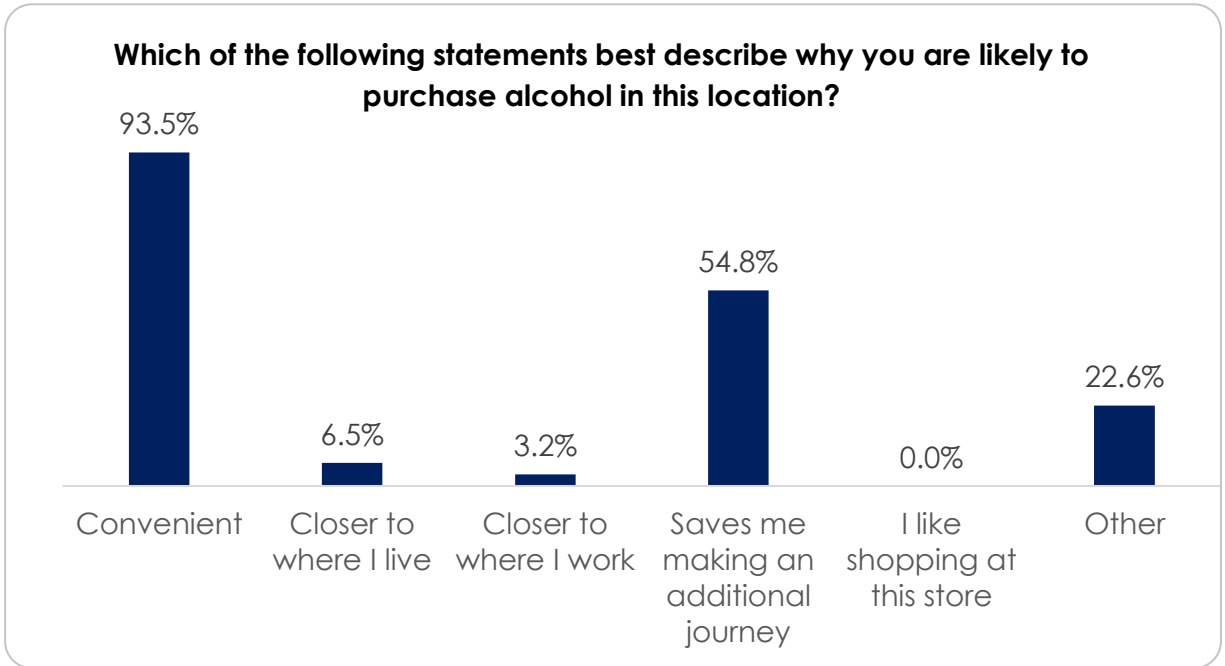 Which of the following statements best describe why you are likely to
purchase alcohol in this location?
93.5%
6.5%
3.2%
54.8%
0.0%
22.6%
Convenient
Closer to
where I live
Closer to
where I work
Saves me
making an
additional
journey
I like
shopping at
this store
Other